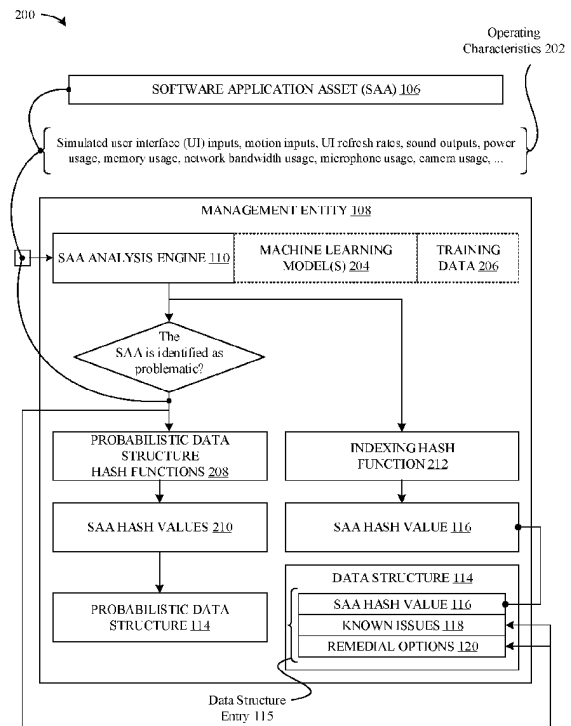 200
Operating
Characteristics 202
SOFTWARE APPLICATION ASSET (SAA) 106
Simulated user interface (UI) inputs, motion inputs, UI refresh rates, sound outputs, power
usage, memory usage, network bandwidth usage, microphone usage, camera usage, ...
MANAGEMENT ENTITY 108
SAA ANALYSIS ENGINE 110
MACHINE LEARNING
MODEL(S) 204
TRAINING
DATA 206
The
SAA is identified as
problematic?
PROBABILISTIC DATA
STRUCTURE
HASH FUNCTIONS 208
INDEXING HASH
FUNCTION 212
SAA HASH VALUES 210
SAA HASH VALUE 116
PROBABILISTIC DATA
STRUCTURE 114
DATA STRUCTURE 114
SAA HASH VALUE 116
KNOWN ISSUES 118
REMEDIAL OPTIONS 120
Data Structure
Entry 115